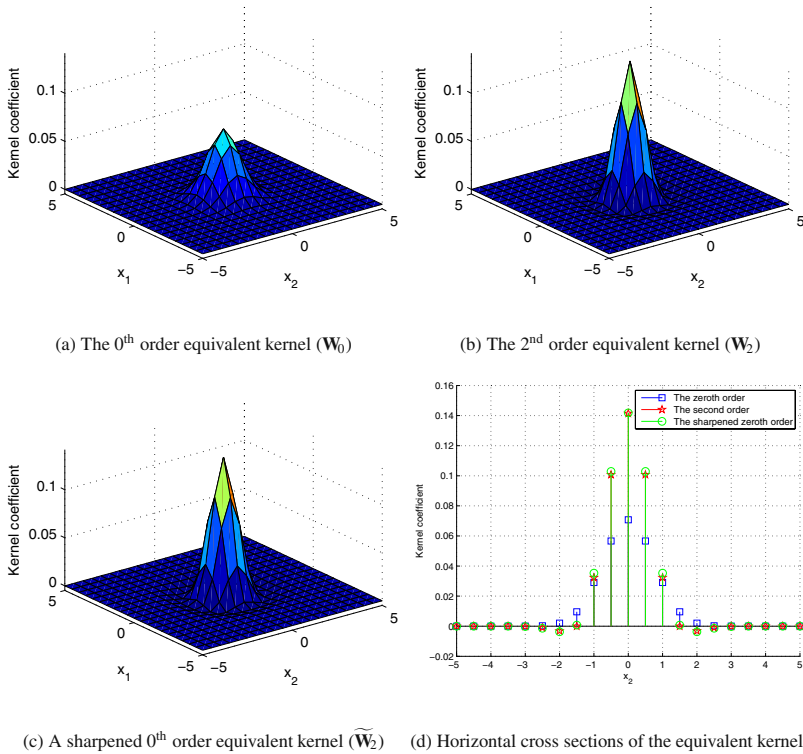 0.1
0.05
0
Kernel coefficient
5
0
−5
x1
−5
0
5
x2
(a) The 0th order equivalent kernel (W0)
0.1
0.05
0
Kernel coefficient
5
0
−5
x1
−5
0
5
x2
(b) The 2nd order equivalent kernel (W2)
0.1
0.05
0
Kernel coefficient
5
0
−5
x1
−5
0
5
x2
(c) A sharpened 0th order equivalent kernel (W̃2)
0.16
0.14
0.12
0.1
0.08
0.06
0.04
0.02
0
−0.02
Kernel coefficient
The zeroth order
The second order
The sharpened zeroth order
−5 −4 −3 −2 −1 0 1 2 3 4 5
x2
(d) Horizontal cross sections of the equivalent kernel